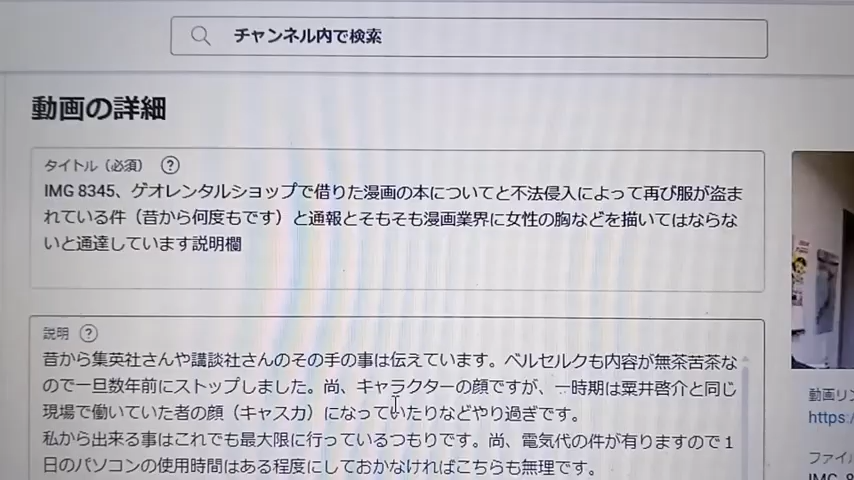 チャンネル内で検索
動画の詳細
タイトル（必須） ?
IMG 8345、ゲオレンタルショップで借りた漫画の本についてと不法侵入によって再び服が盗ま
れている件（昔から何度もです）と通報とそもそも漫画業界に女性の胸などを描いてはならな
いと通達しています説明欄
説明 ?
昔から集英社さんや講談社さんのその手の事は伝えています。ベルセルクも内容が無茶苦茶な
ので一旦数年前にストップしました。尚、キャラクターの顔ですが、一時期は粟井啓介と同じ
現場で働いていた者の顔（キャスカ）になっていたりなどやり過ぎです。
私から出来る事はこれでも最大限に行っているつもりです。尚、電気代の件が有りますので１
日のパソコンの使用時間はある程度にしておかなければこちらも無理です。
動画リン
https:/
ファイル